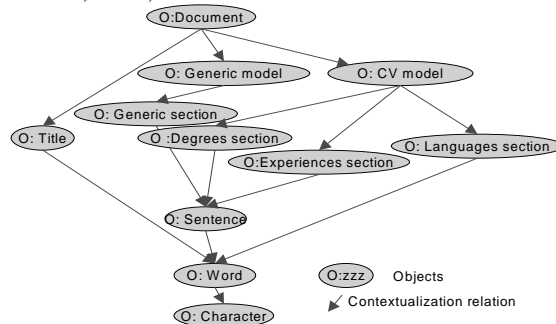 O:Document
O: Generic model
O: CV model
O: Generic section
O: Title
O :Degrees section
O: Languages section
O:Experiences section
O: Sentence
O: Word
O:zzz
Objects
Contextualization relation
O: Character